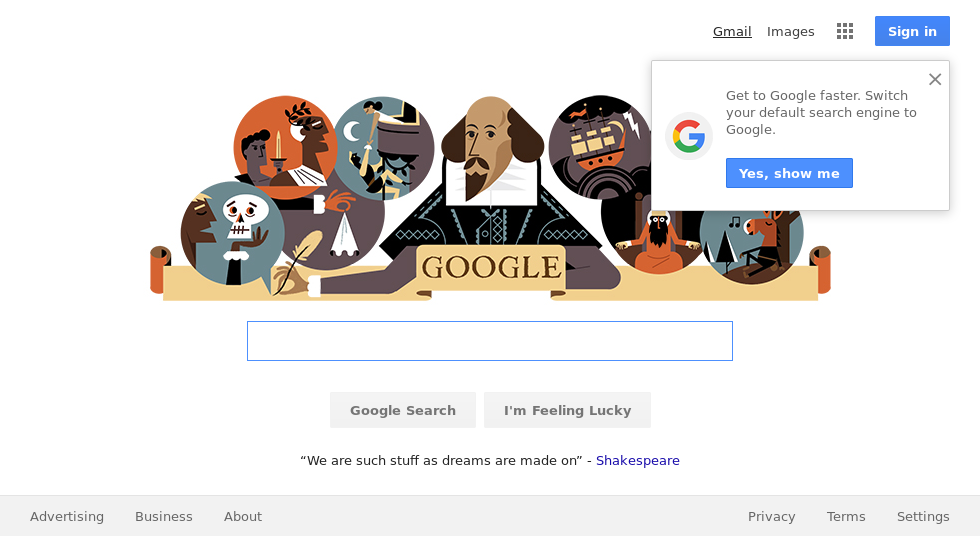 Gmail Images Sign in
Get to Google faster. Switch
your default search engine to
Google.
Yes, show me
GOOGLE
Google Search I'm Feeling Lucky
“We are such stuff as dreams are made on” - Shakespeare
Advertising Business About Privacy Terms Settings